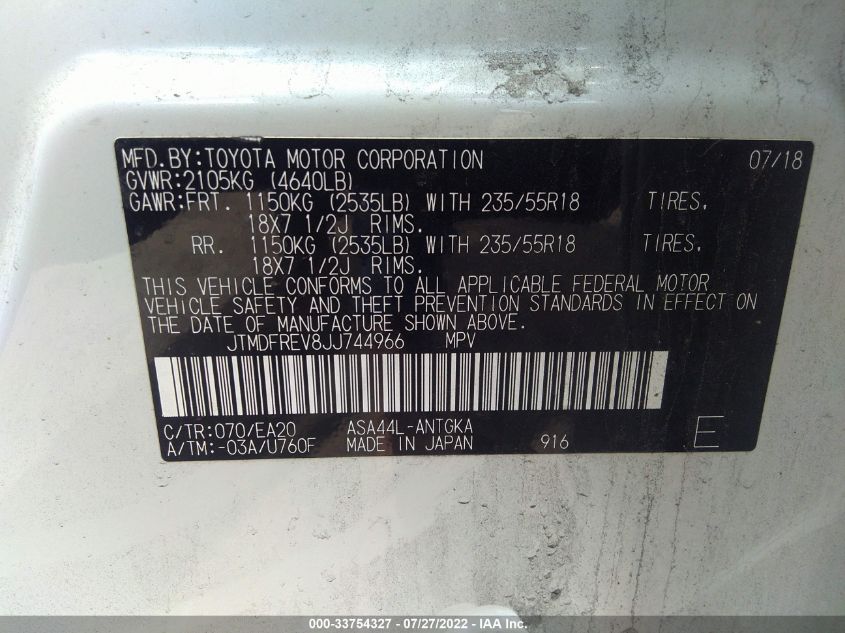 MFD.BY:TOYOTA MOTOR CORPORATION 07/18
GVWR:2105KG (4640LB)
GAWR:FRT. 1150KG (2535LB) WITH 235/55R18 TIRES,
18X7 1/2J RIMS.
RR. 1150KG (2535LB) WITH 235/55R18 TIRES,
18X7 1/2J RIMS.
THIS VEHICLE CONFORMS TO ALL APPLICABLE FEDERAL MOTOR
VEHICLE SAFETY AND THEFT PREVENTION STANDARDS IN EFFECT ON
THE DATE OF MANUFACTURE SHOWN ABOVE.
JTMDFREV8JJ744966 MPV
C/TR:070/EA20 ASA44L-ANTGKA
A/TM:-03A/U760F MADE IN JAPAN 916 E
000-33754327 - 07/27/2022 - IAA Inc.